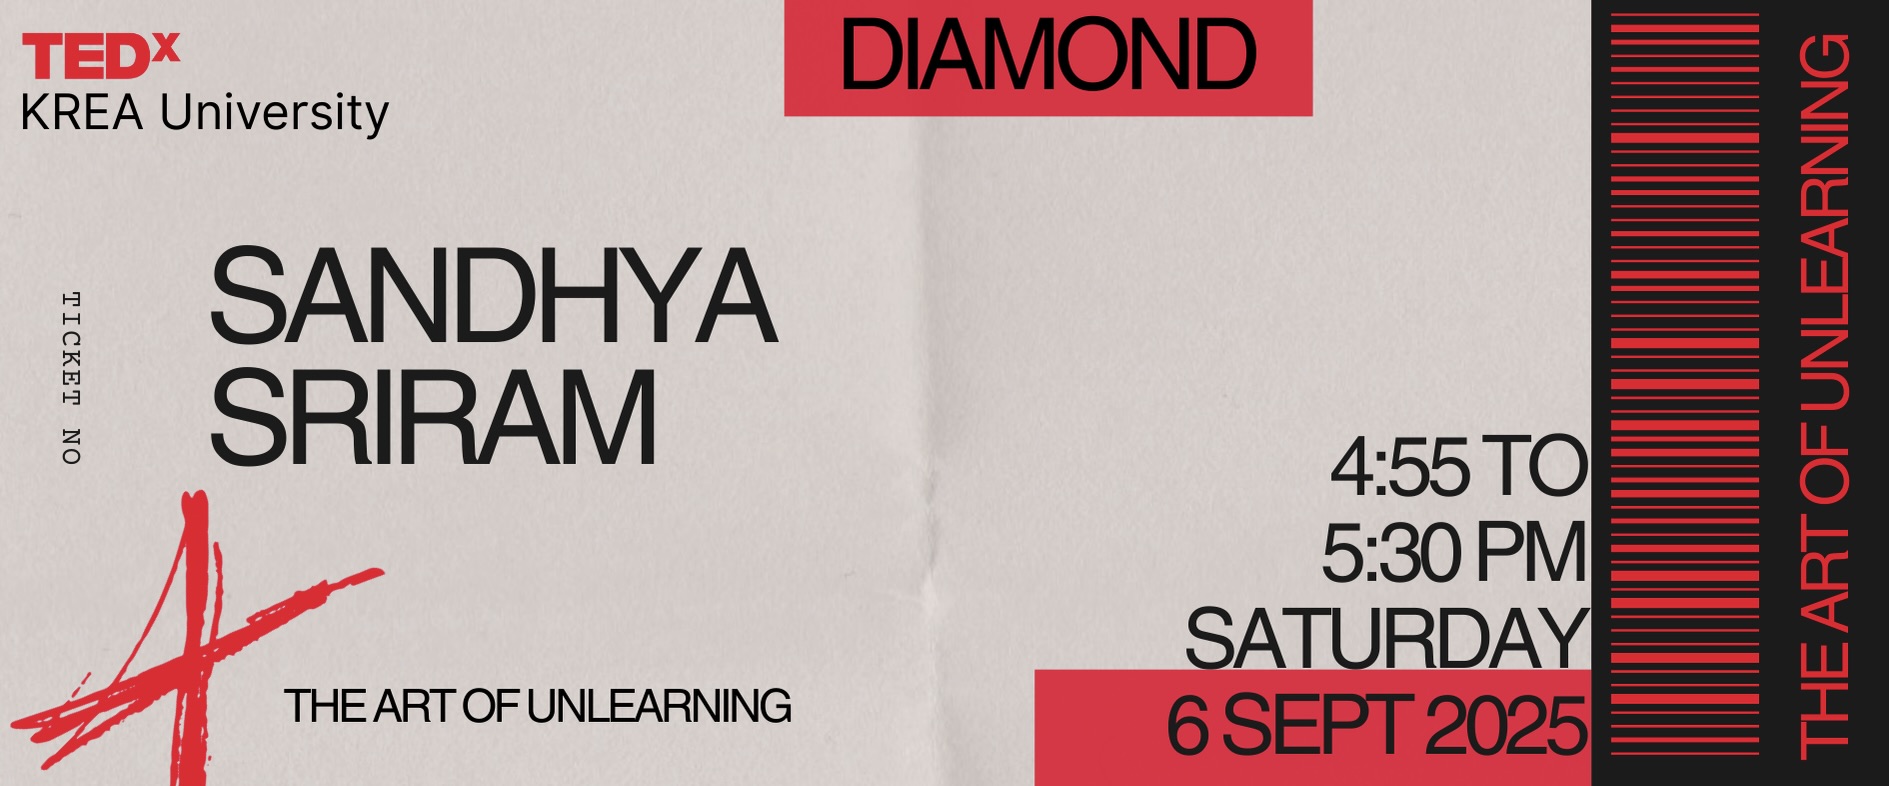 TEDx
KREA University
DIAMOND
TICKET NO
SANDHYA
SRIRAM
THE ART OF UNLEARNING
4:55 TO
5:30 PM
SATURDAY
6 SEPT 2025
THE ART OF UNLEARNING